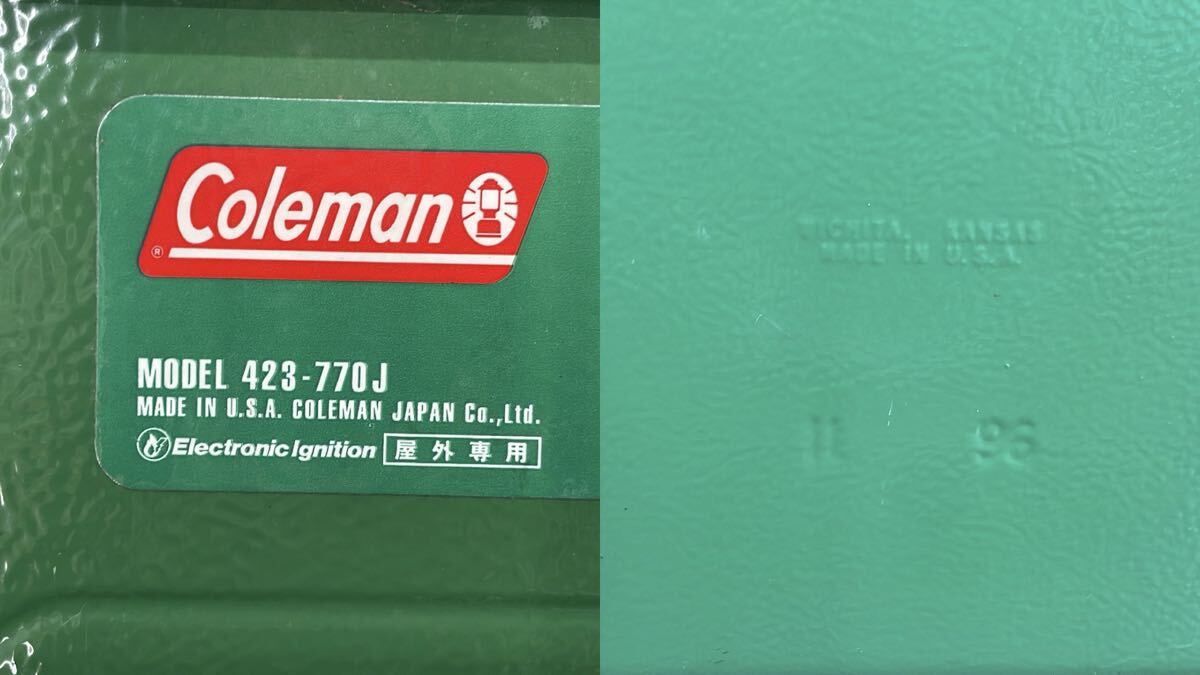 Coleman
®
MODEL 423-770J
MADE IN U.S.A. COLEMAN JAPAN Co.,Ltd.
Electronic Ignition 屋外専用
WICHITA, KANSAS
MADE IN U.S.A.
11 96